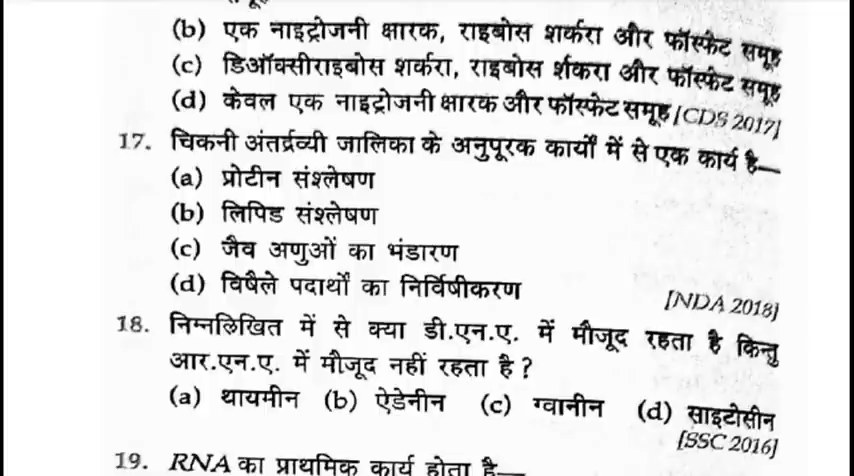 (b) एक नाइट्रोजनी क्षारक, राइबोस शर्करा और फॉस्फेट समूह
(c) डिऑक्सीराइबोस शर्करा, राइबोस र्शकरा और फॉस्फेट समूह
(d) केवल एक नाइट्रोजनी क्षारक और फॉस्फेट समूह [CDS 2017]
17. चिकनी अंतर्द्रव्यी जालिका के अनुपूरक कार्यों में से एक कार्य है—
(a) प्रोटीन संश्लेषण
(b) लिपिड संश्लेषण
(c) जैव अणुओं का भंडारण
(d) विषैले पदार्थों का निर्विषीकरण
[NDA 2018]
18. निम्नलिखित में से क्या डी.एन.ए. में मौजूद रहता है किन्तु
आर.एन.ए. में मौजूद नहीं रहता है ?
(a) थायमीन (b) ऐडेनीन (c) ग्वानीन (d) साइटोसीन
[SSC 2016]
19. RNA का प्राथमिक कार्य होता है—